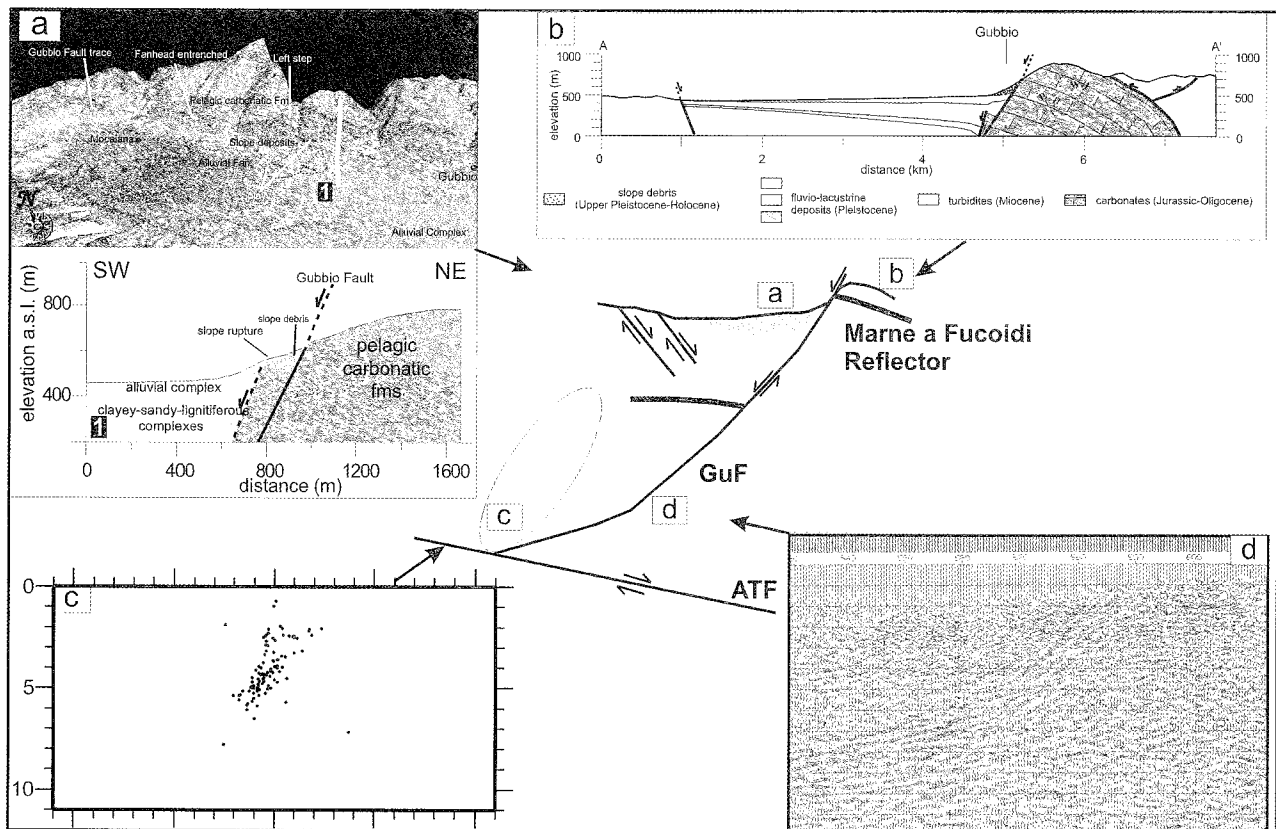 a
Gubbio Fault trace
Fanhead entrenched
Left step
Pelagic carbonatic Fm
Slope deposits
Alluvial Fan
1
Gubbio
N
Alluvial Complex
SW
NE
Gubbio Fault
elevation a.s.l. (m)
800
400
slope rupture
slope debris
pelagic
carbonatic
fms
alluvial complex
clayey-sandy-lignitiferous
complexes
1
0 400 800 1200 1600
distance (m)
b
Gubbio
A
A'
elevation (m)
1000
500
0
1000
500
0
0 2 4 6
distance (km)
slope debris
(Upper Pleistocene-Holocene)
fluvio-lacustrine
deposits (Pleistocene)
turbidites (Miocene)
carbonates (Jurassic-Oligocene)
a
b
Marne a Fucoidi
Reflector
GuF
c
d
ATF
c
0
5
10
d